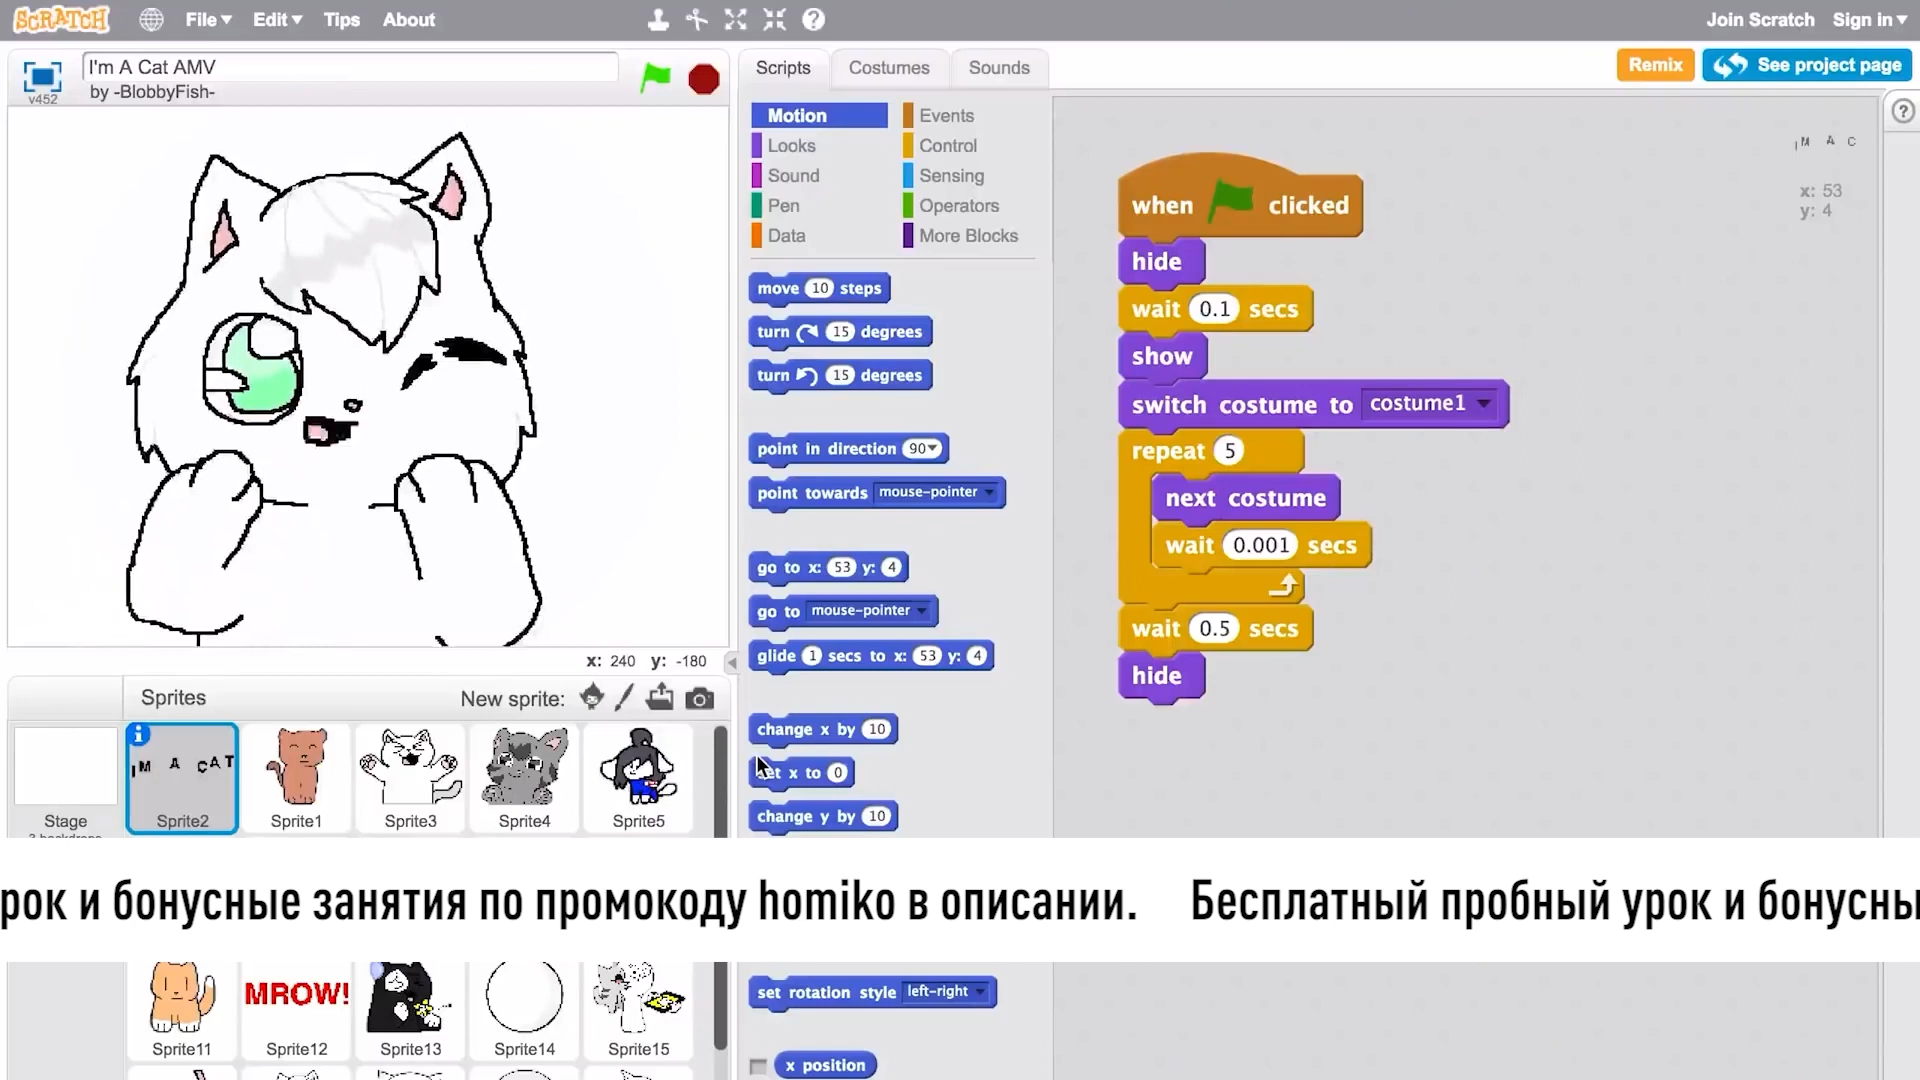 SCRATCH File Edit Tips About Join Scratch Sign in
I'm A Cat AMV
v452 by -BlobbyFish-
Scripts Costumes Sounds Remix See project page
Motion Events
Looks Control
Sound Sensing
Pen Operators
Data More Blocks
move 10 steps
turn 15 degrees
turn 15 degrees
point in direction 90
point towards mouse-pointer
go to x: 53 y: 4
go to mouse-pointer
glide 1 secs to x: 53 y: 4
change x by 10
set x to 0
change y by 10
set rotation style left-right
x position
when clicked
hide
wait 0.1 secs
show
switch costume to costume1
repeat 5
next costume
wait 0.001 secs
wait 0.5 secs
hide
IM A C
x: 53
y: 4
x: 240 y: -180
Sprites New sprite:
IM A CAT
Stage Sprite2 Sprite1 Sprite3 Sprite4 Sprite5
рок и бонусные занятия по промокоду homiko в описании. Бесплатный пробный урок и бонусны
MROW!
Sprite11 Sprite12 Sprite13 Sprite14 Sprite15